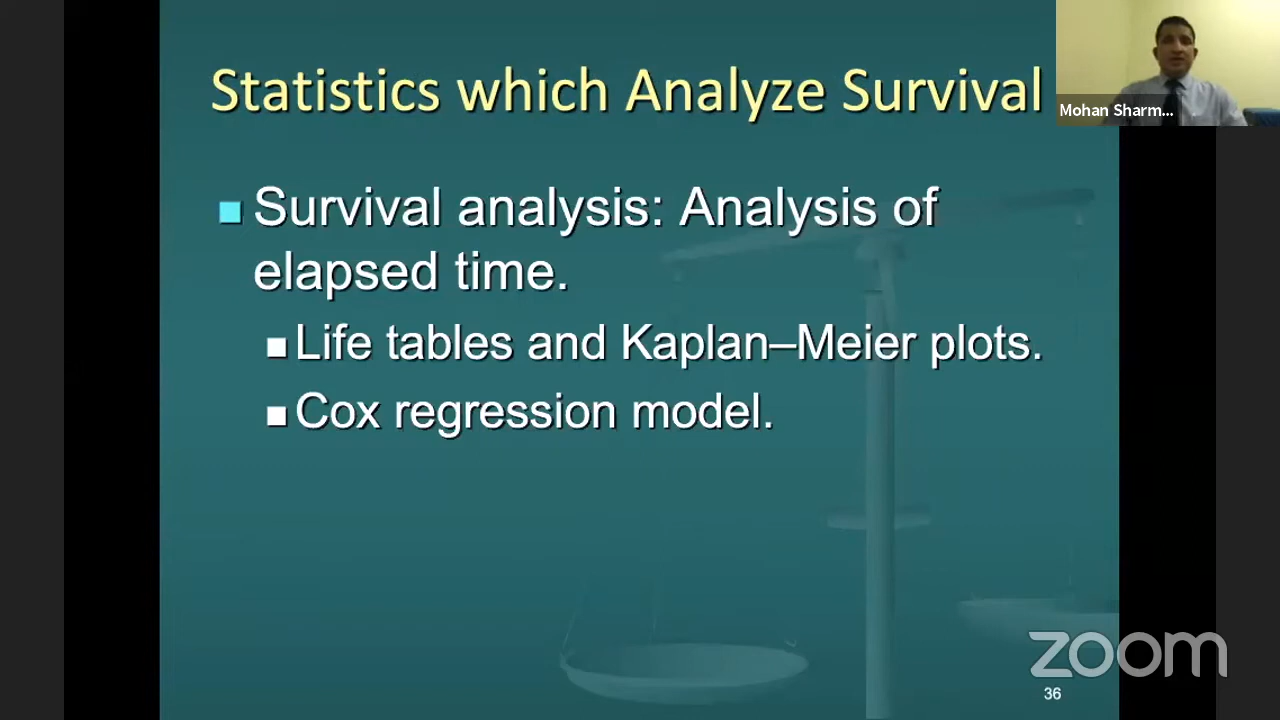 Statistics which Analyze Survival
Mohan Sharm...
Survival analysis: Analysis of
elapsed time.
Life tables and Kaplan–Meier plots.
Cox regression model.
zoom
36